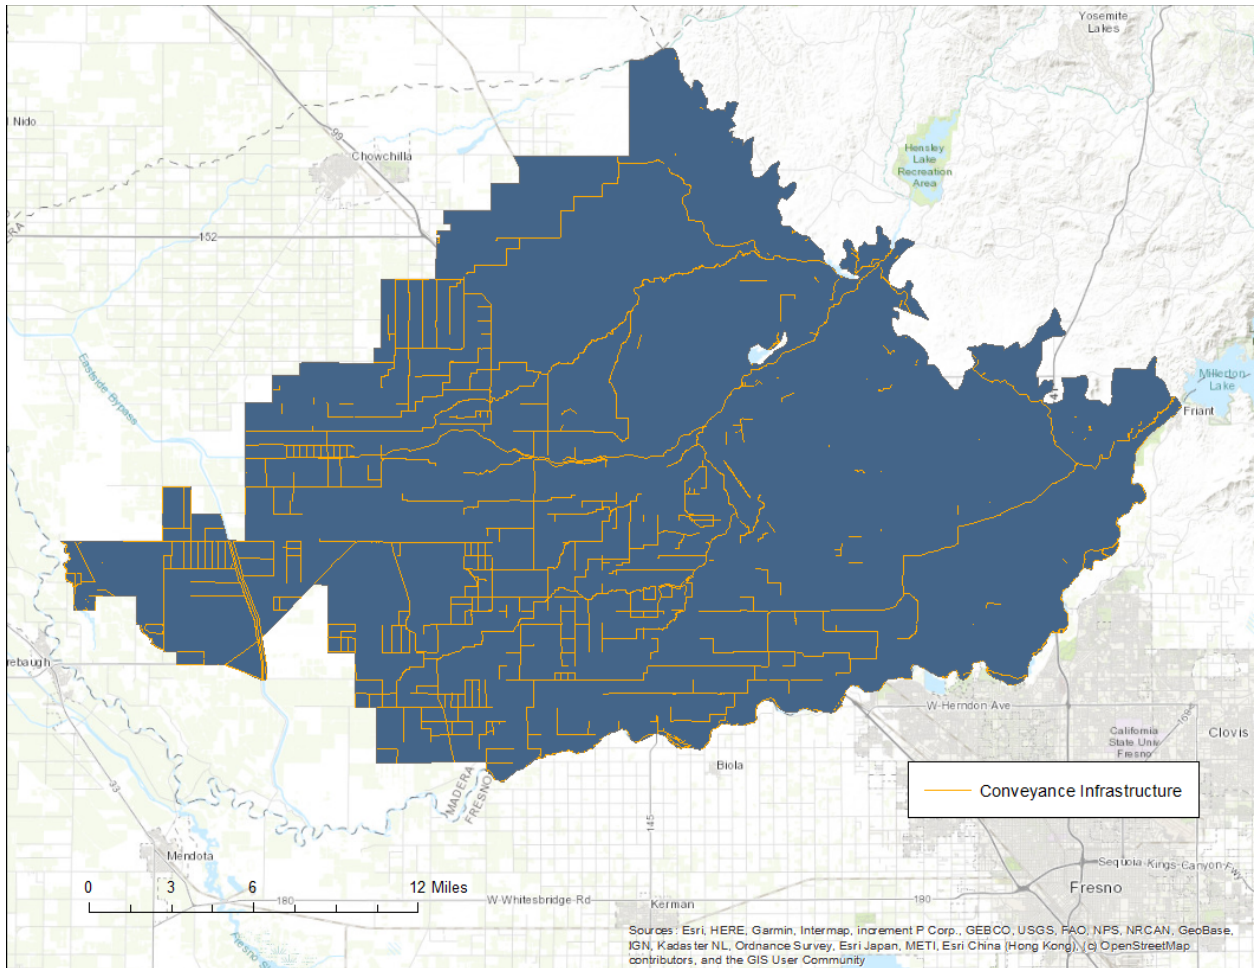 Yosemite
Lakes
l Nido
99
Chowchilla
Hensley
Lake
Recreation
Area
152
Eastside Bypass
41
Millerton
Lake
Friant
rebaugh
W Herndon Ave
168
California
State Univ
Fresno
Clovis
Biola
MADERA
FRESNO
33
145
Conveyance Infrastructure
Mendota
0 3 6 12 Miles
180
W Whitesbridge Rd
Kerman
180
Sequoia-Kings-Canyon-Fwy
Fresno
Sources: Esri, HERE, Garmin, Intermap, increment P Corp., GEBCO, USGS, FAO, NPS, NRCAN, GeoBase,
IGN, Kadaster NL, Ordnance Survey, Esri Japan, METI, Esri China (Hong Kong), (c) OpenStreetMap
contributors, and the GIS User Community